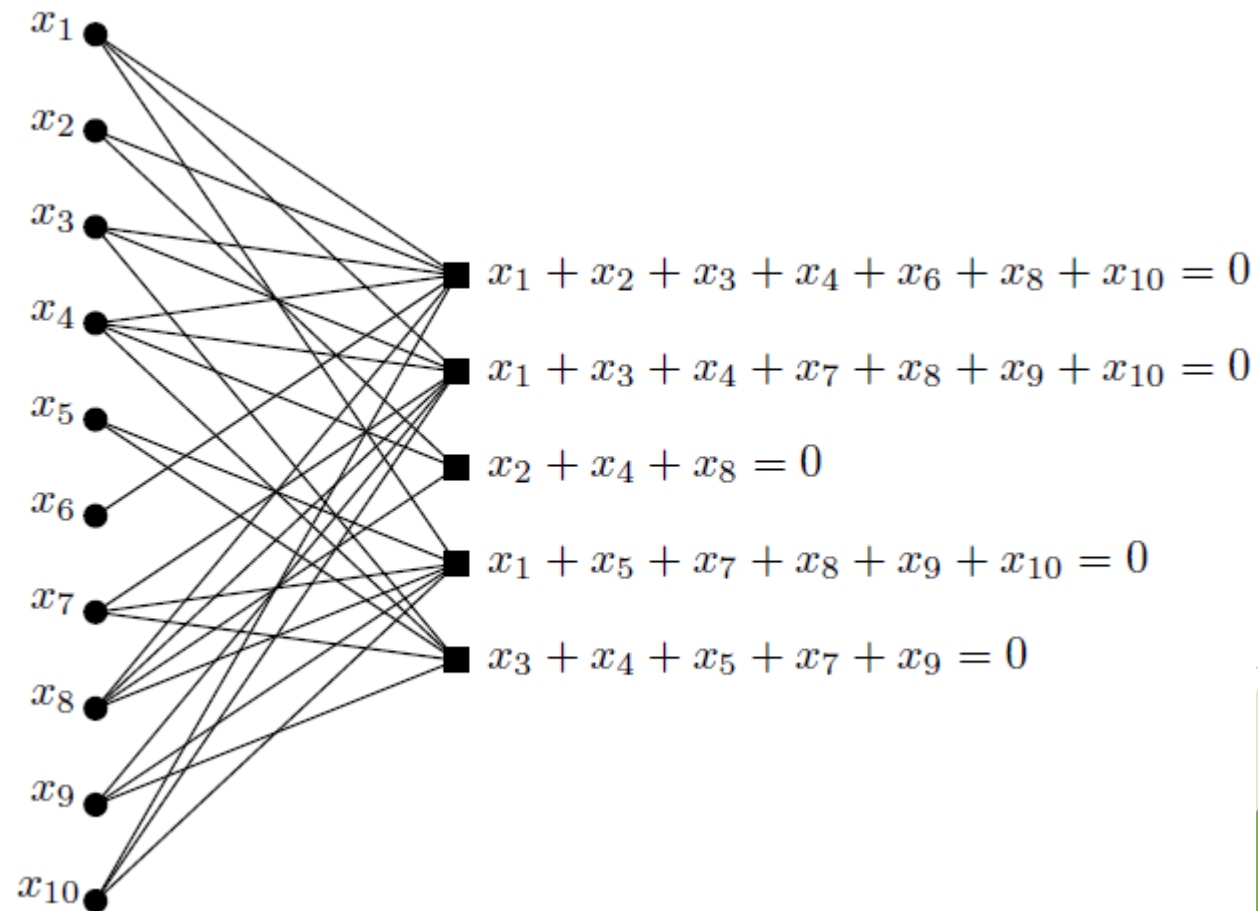 x₁
x₂
x₃
x₁ + x₂ + x₃ + x₄ + x₆ + x₈ + x₁₀ = 0
x₄
x₁ + x₃ + x₄ + x₇ + x₈ + x₉ + x₁₀ = 0
x₅
x₂ + x₄ + x₈ = 0
x₆
x₁ + x₅ + x₇ + x₈ + x₉ + x₁₀ = 0
x₇
x₃ + x₄ + x₅ + x₇ + x₉ = 0
x₈
x₉
x₁₀